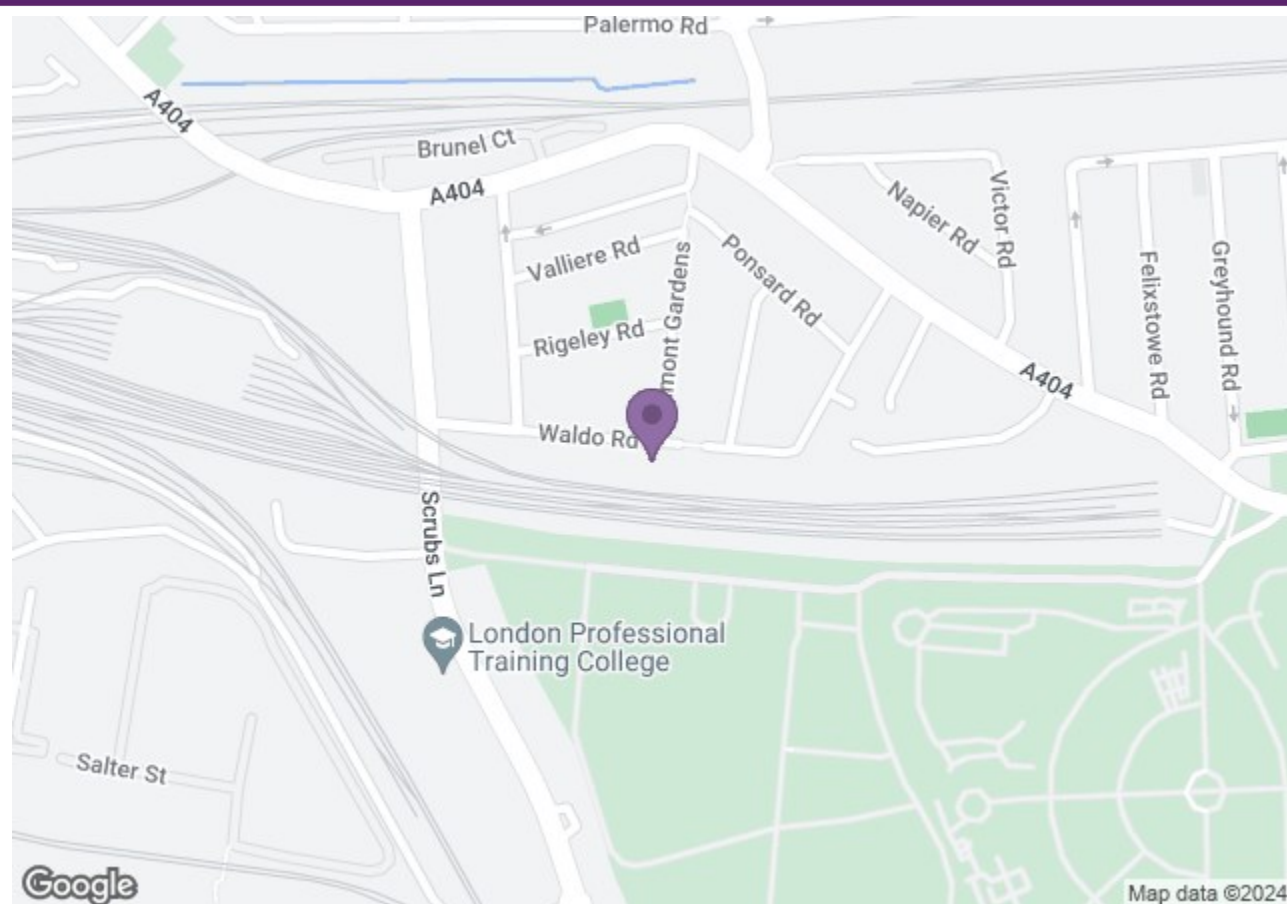 Palermo Rd
A404
Brunel Ct
A404
Victor Rd
Napier Rd
Valliere Rd
Ponsard Rd
mont Gardens
Felixstowe Rd
Greyhound Rd
Rigeley Rd
A404
Waldo Rd
Scrubs Ln
London Professional
Training College
Salter St
Google
Map data ©2024